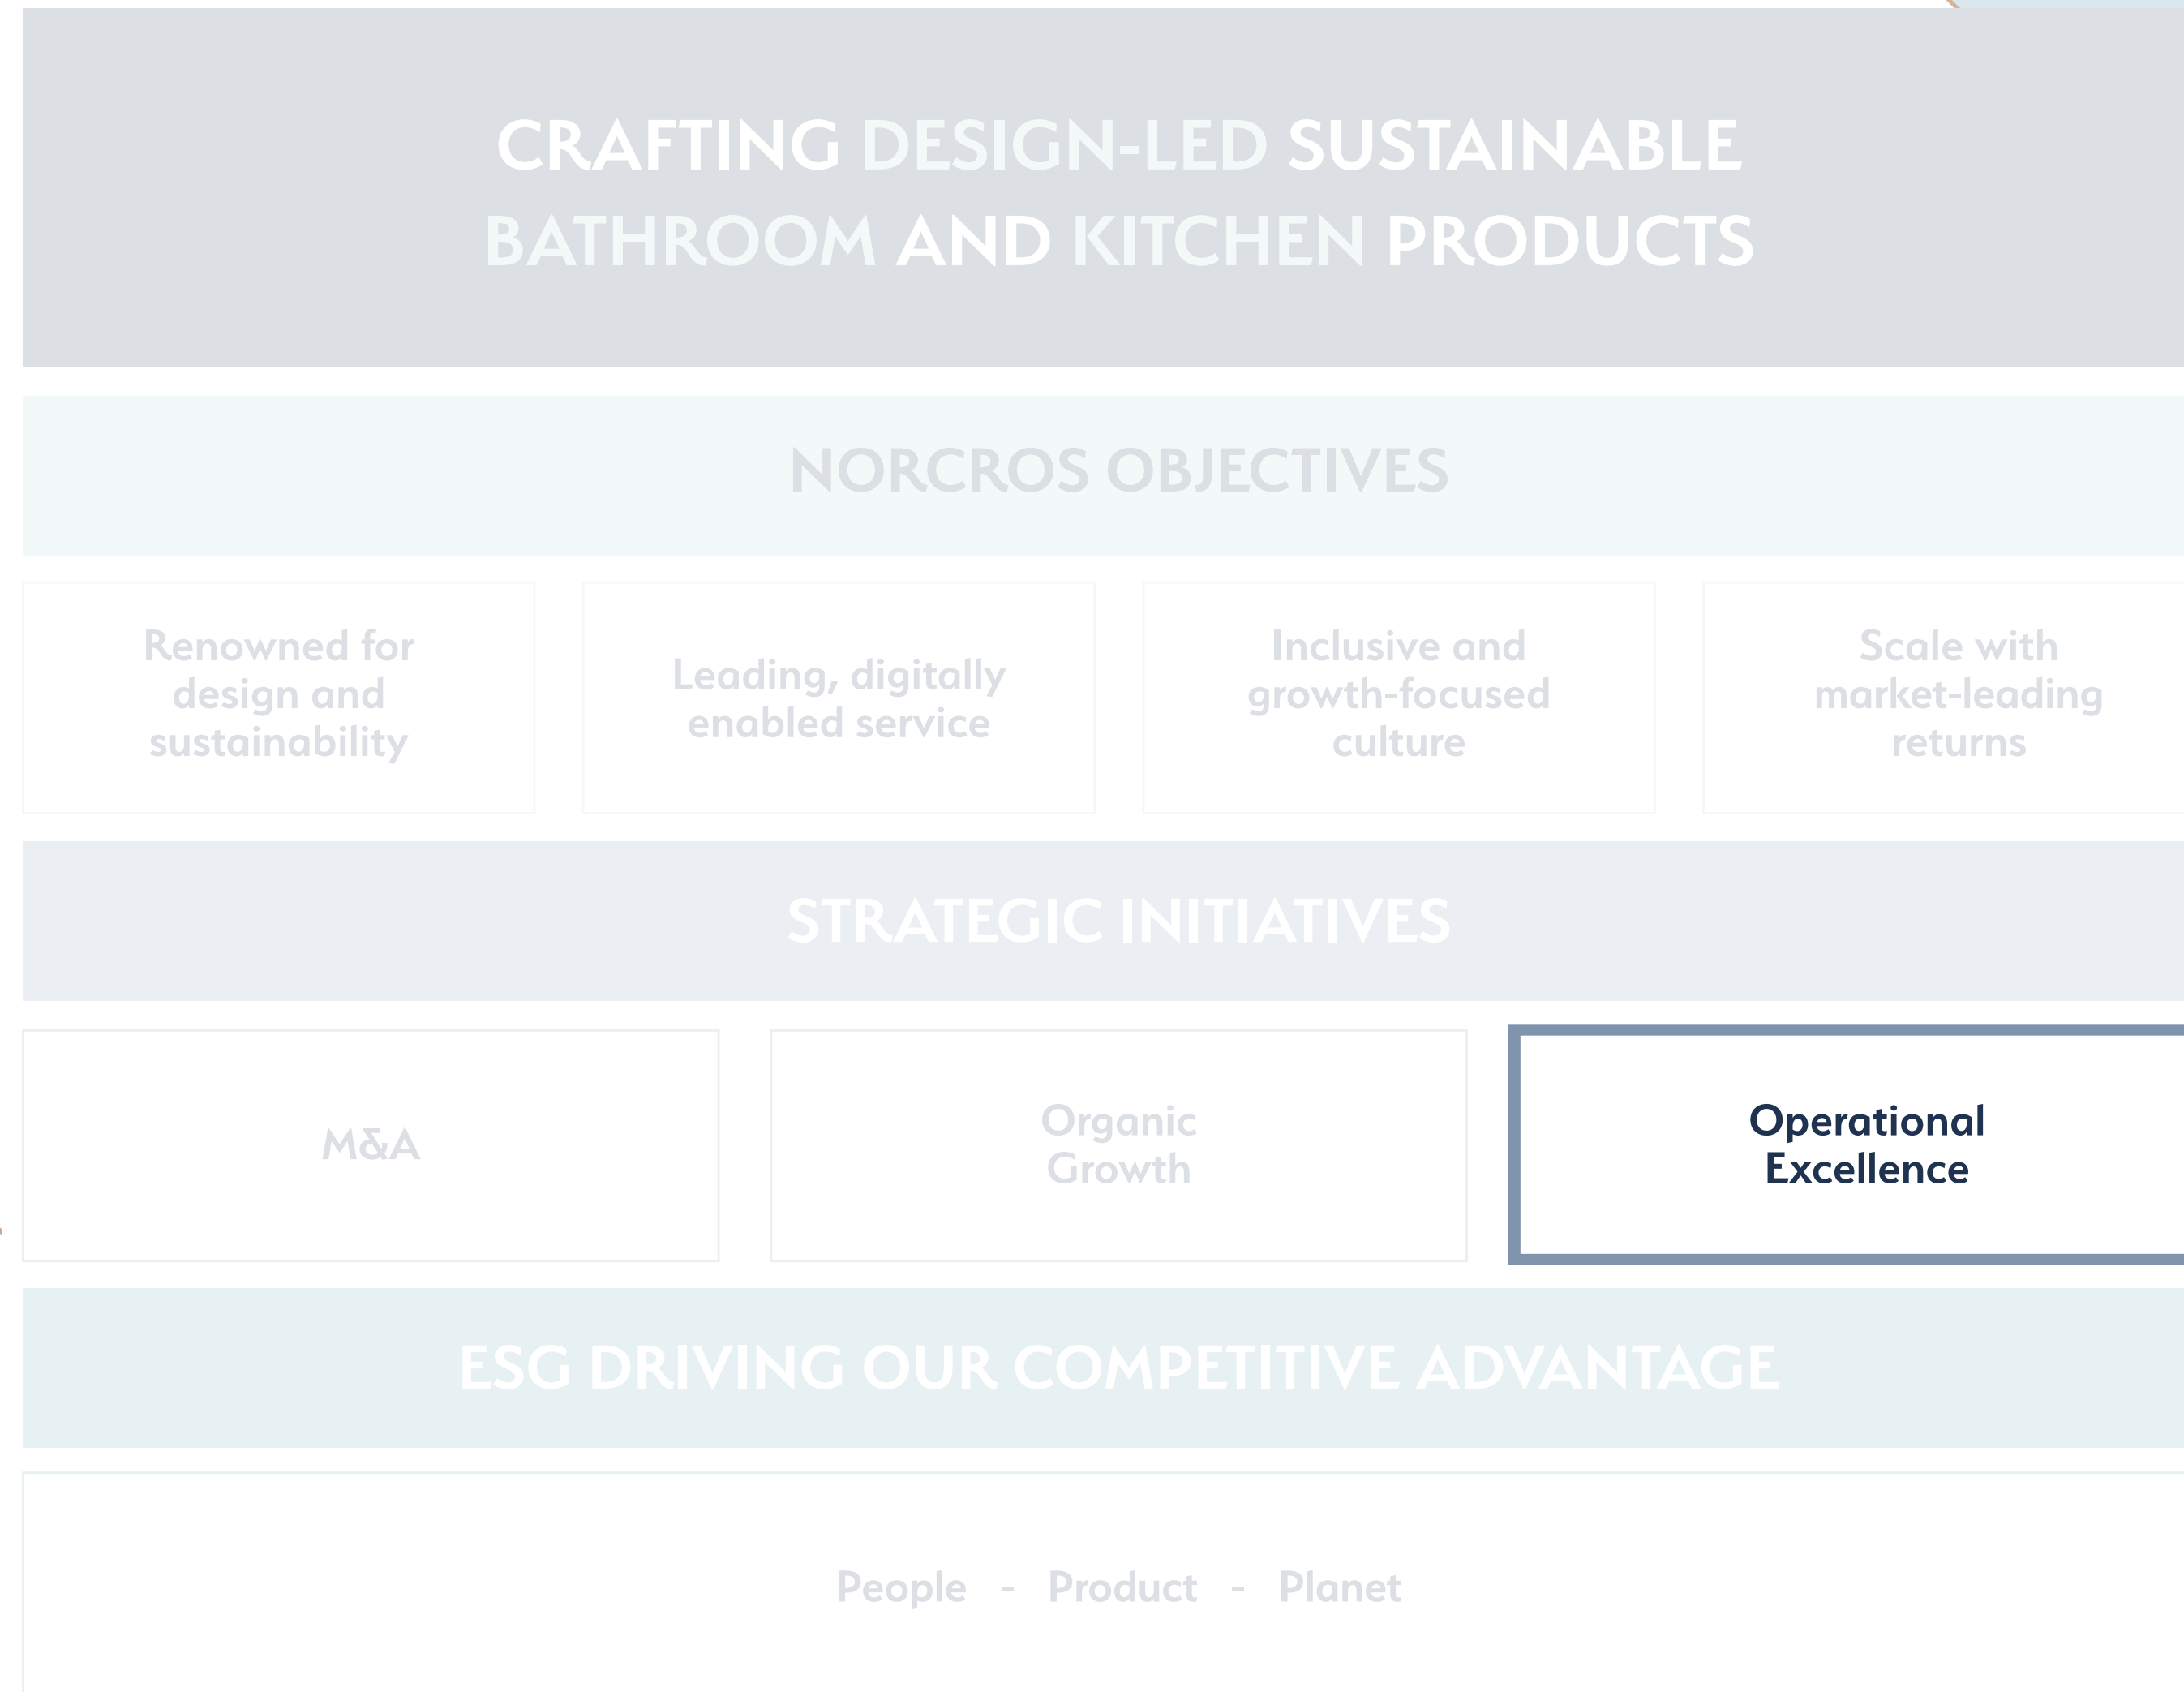 CRAFTING DESIGN-LED SUSTAINABLE
BATHROOM AND KITCHEN PRODUCTS
NORCROS OBJECTIVES
Renowned for
design and
sustainability
Leading, digitally
enabled service
Inclusive and
growth-focused
culture
Scale with
market-leading
returns
STRATEGIC INITIATIVES
M&A
Organic
Growth
Operational
Excellence
ESG DRIVING OUR COMPETITIVE ADVANTAGE
People - Product - Planet